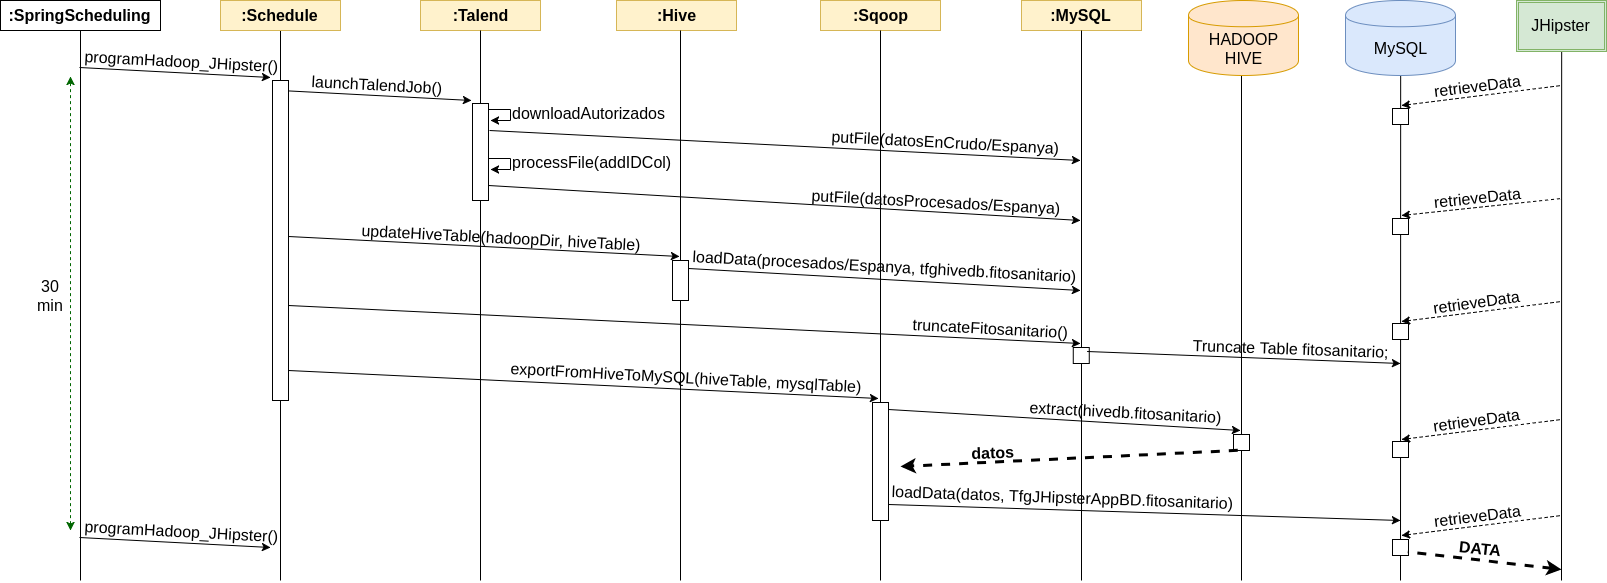 :SpringScheduling
:Schedule
:Talend
:Hive
:Sqoop
:MySQL
HADOOP
HIVE
MySQL
JHipster
programHadoop_JHipster()
launchTalendJob()
retrieveData
downloadAutorizados
putFile(datosEnCrudo/Espanya)
processFile(addIDCol)
putFile(datosProcesados/Espanya)
retrieveData
updateHiveTable(hadoopDir, hiveTable)
loadData(procesados/Espanya, tfghivedb.fitosanitario)
30
min
retrieveData
truncateFitosanitario()
Truncate Table fitosanitario;
exportFromHiveToMySQL(hiveTable, mysqlTable)
extract(hivedb.fitosanitario)
retrieveData
datos
loadData(datos, TfgJHipsterAppBD.fitosanitario)
retrieveData
programHadoop_JHipster()
DATA